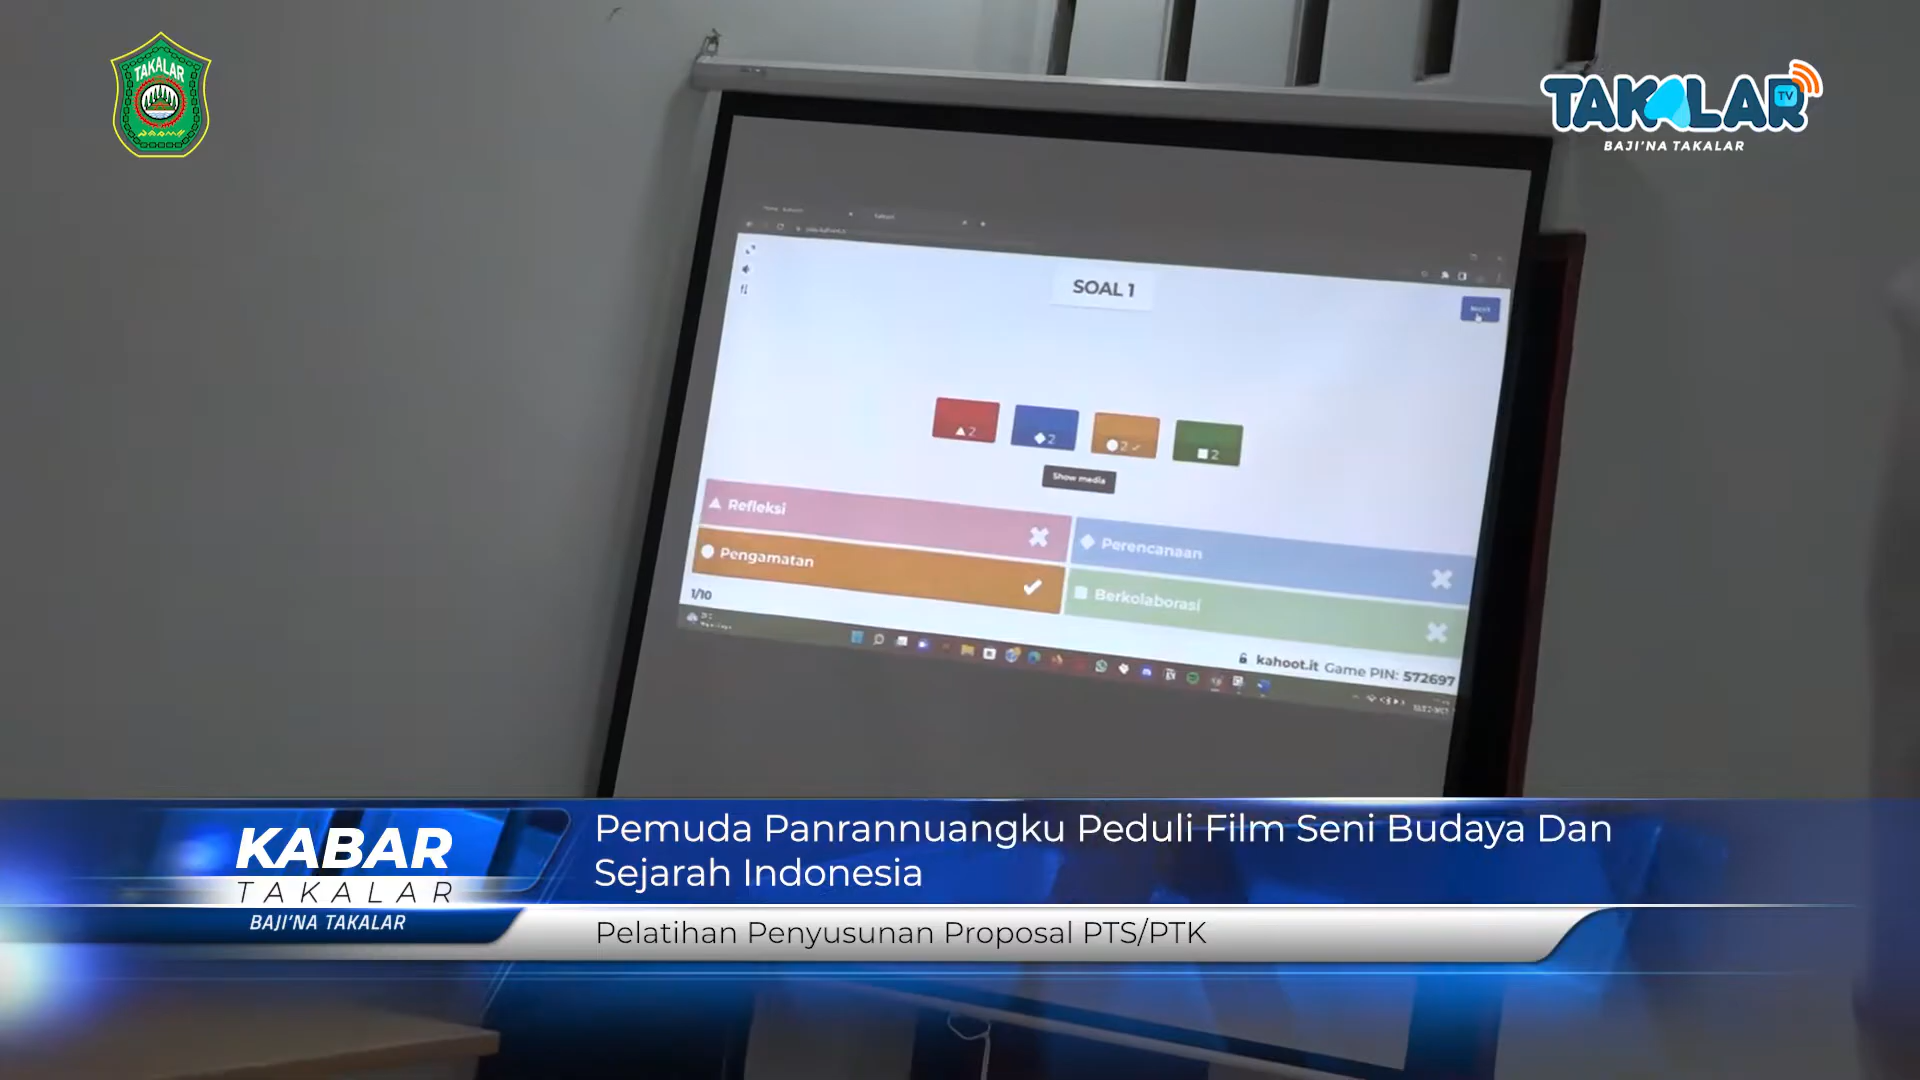 TAKALAR
TAKALAR TV
BAJI'NA TAKALAR
SOAL 1
Next
2
2
2
2
Show media
Refleksi
Perencanaan
Pengamatan
Berkolaborasi
1/10
kahoot.it Game PIN: 572697
KABAR
TAKALAR
BAJI'NA TAKALAR
Pemuda Panrannuangku Peduli Film Seni Budaya Dan
Sejarah Indonesia
Pelatihan Penyusunan Proposal PTS/PTK